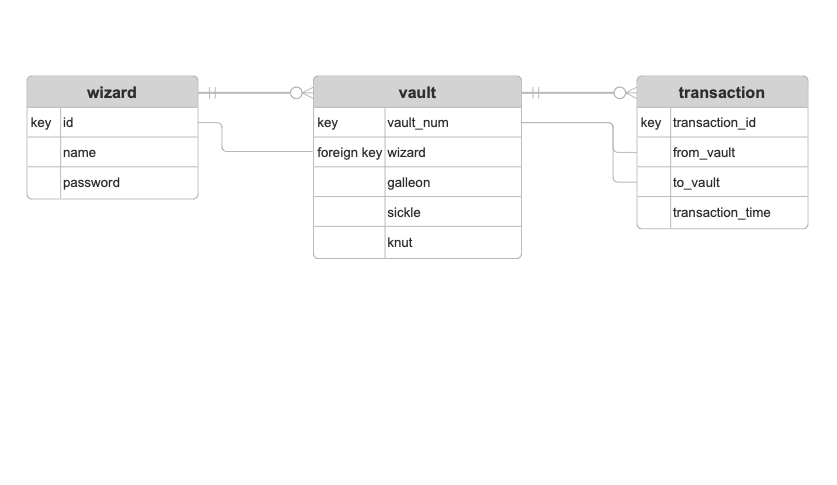 wizard
key id
name
password
vault
key vault_num
foreign key wizard
galleon
sickle
knut
transaction
key transaction_id
from_vault
to_vault
transaction_time